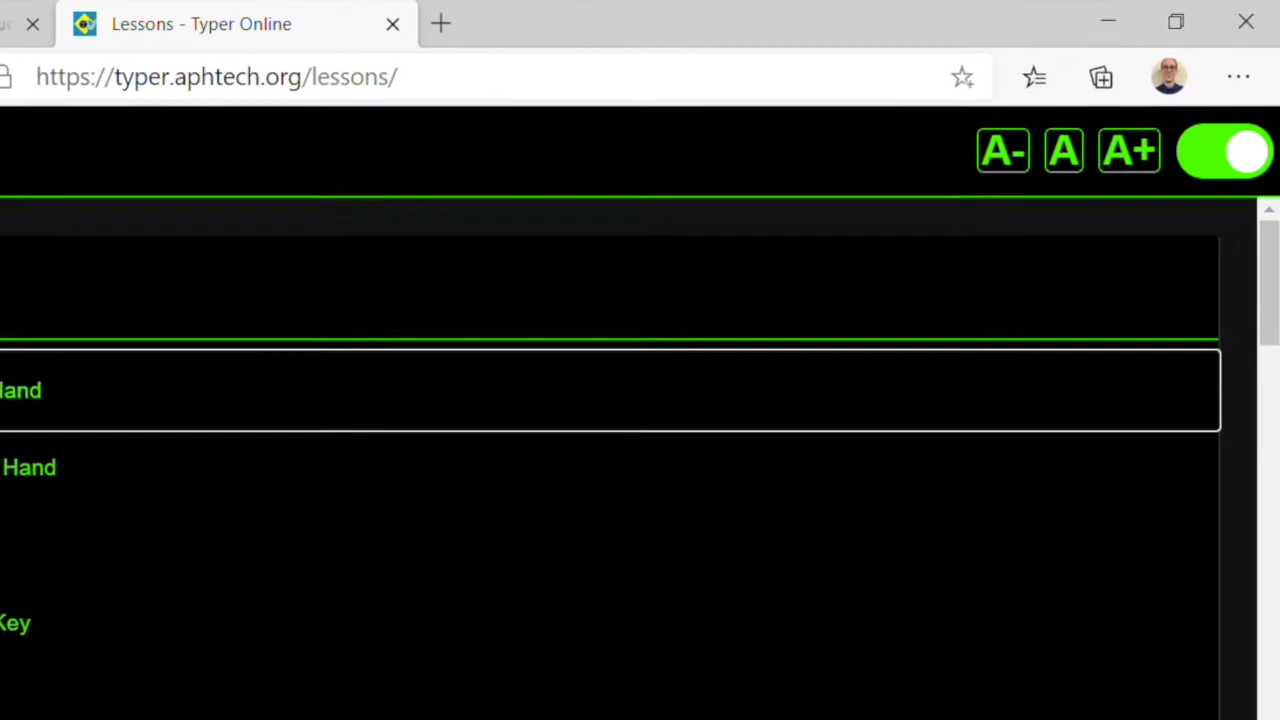 Lessons - Typer Online
https://typer.aphtech.org/lessons/
A- A A+
Hand
Hand
Key